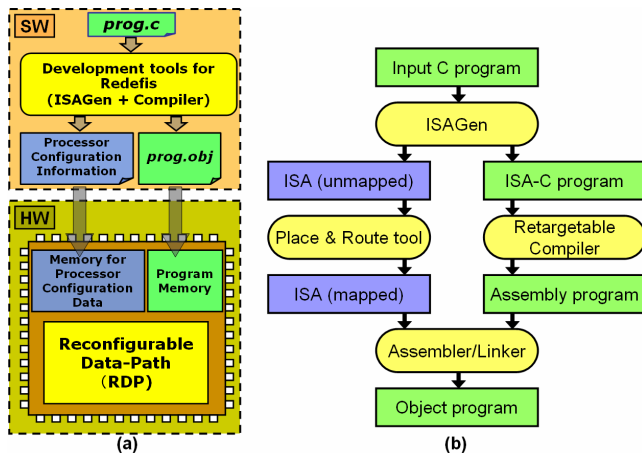 SW
prog.c
Development tools for
Redefis
(ISAGen + Compiler)
Processor
Configuration
Information
prog.obj
HW
Memory for
Processor
Configuration
Data
Program
Memory
Reconfigurable
Data-Path
(RDP)
(a)
Input C program
ISAGen
ISA (unmapped)
ISA-C program
Place & Route tool
Retargetable
Compiler
ISA (mapped)
Assembly program
Assembler/Linker
Object program
(b)